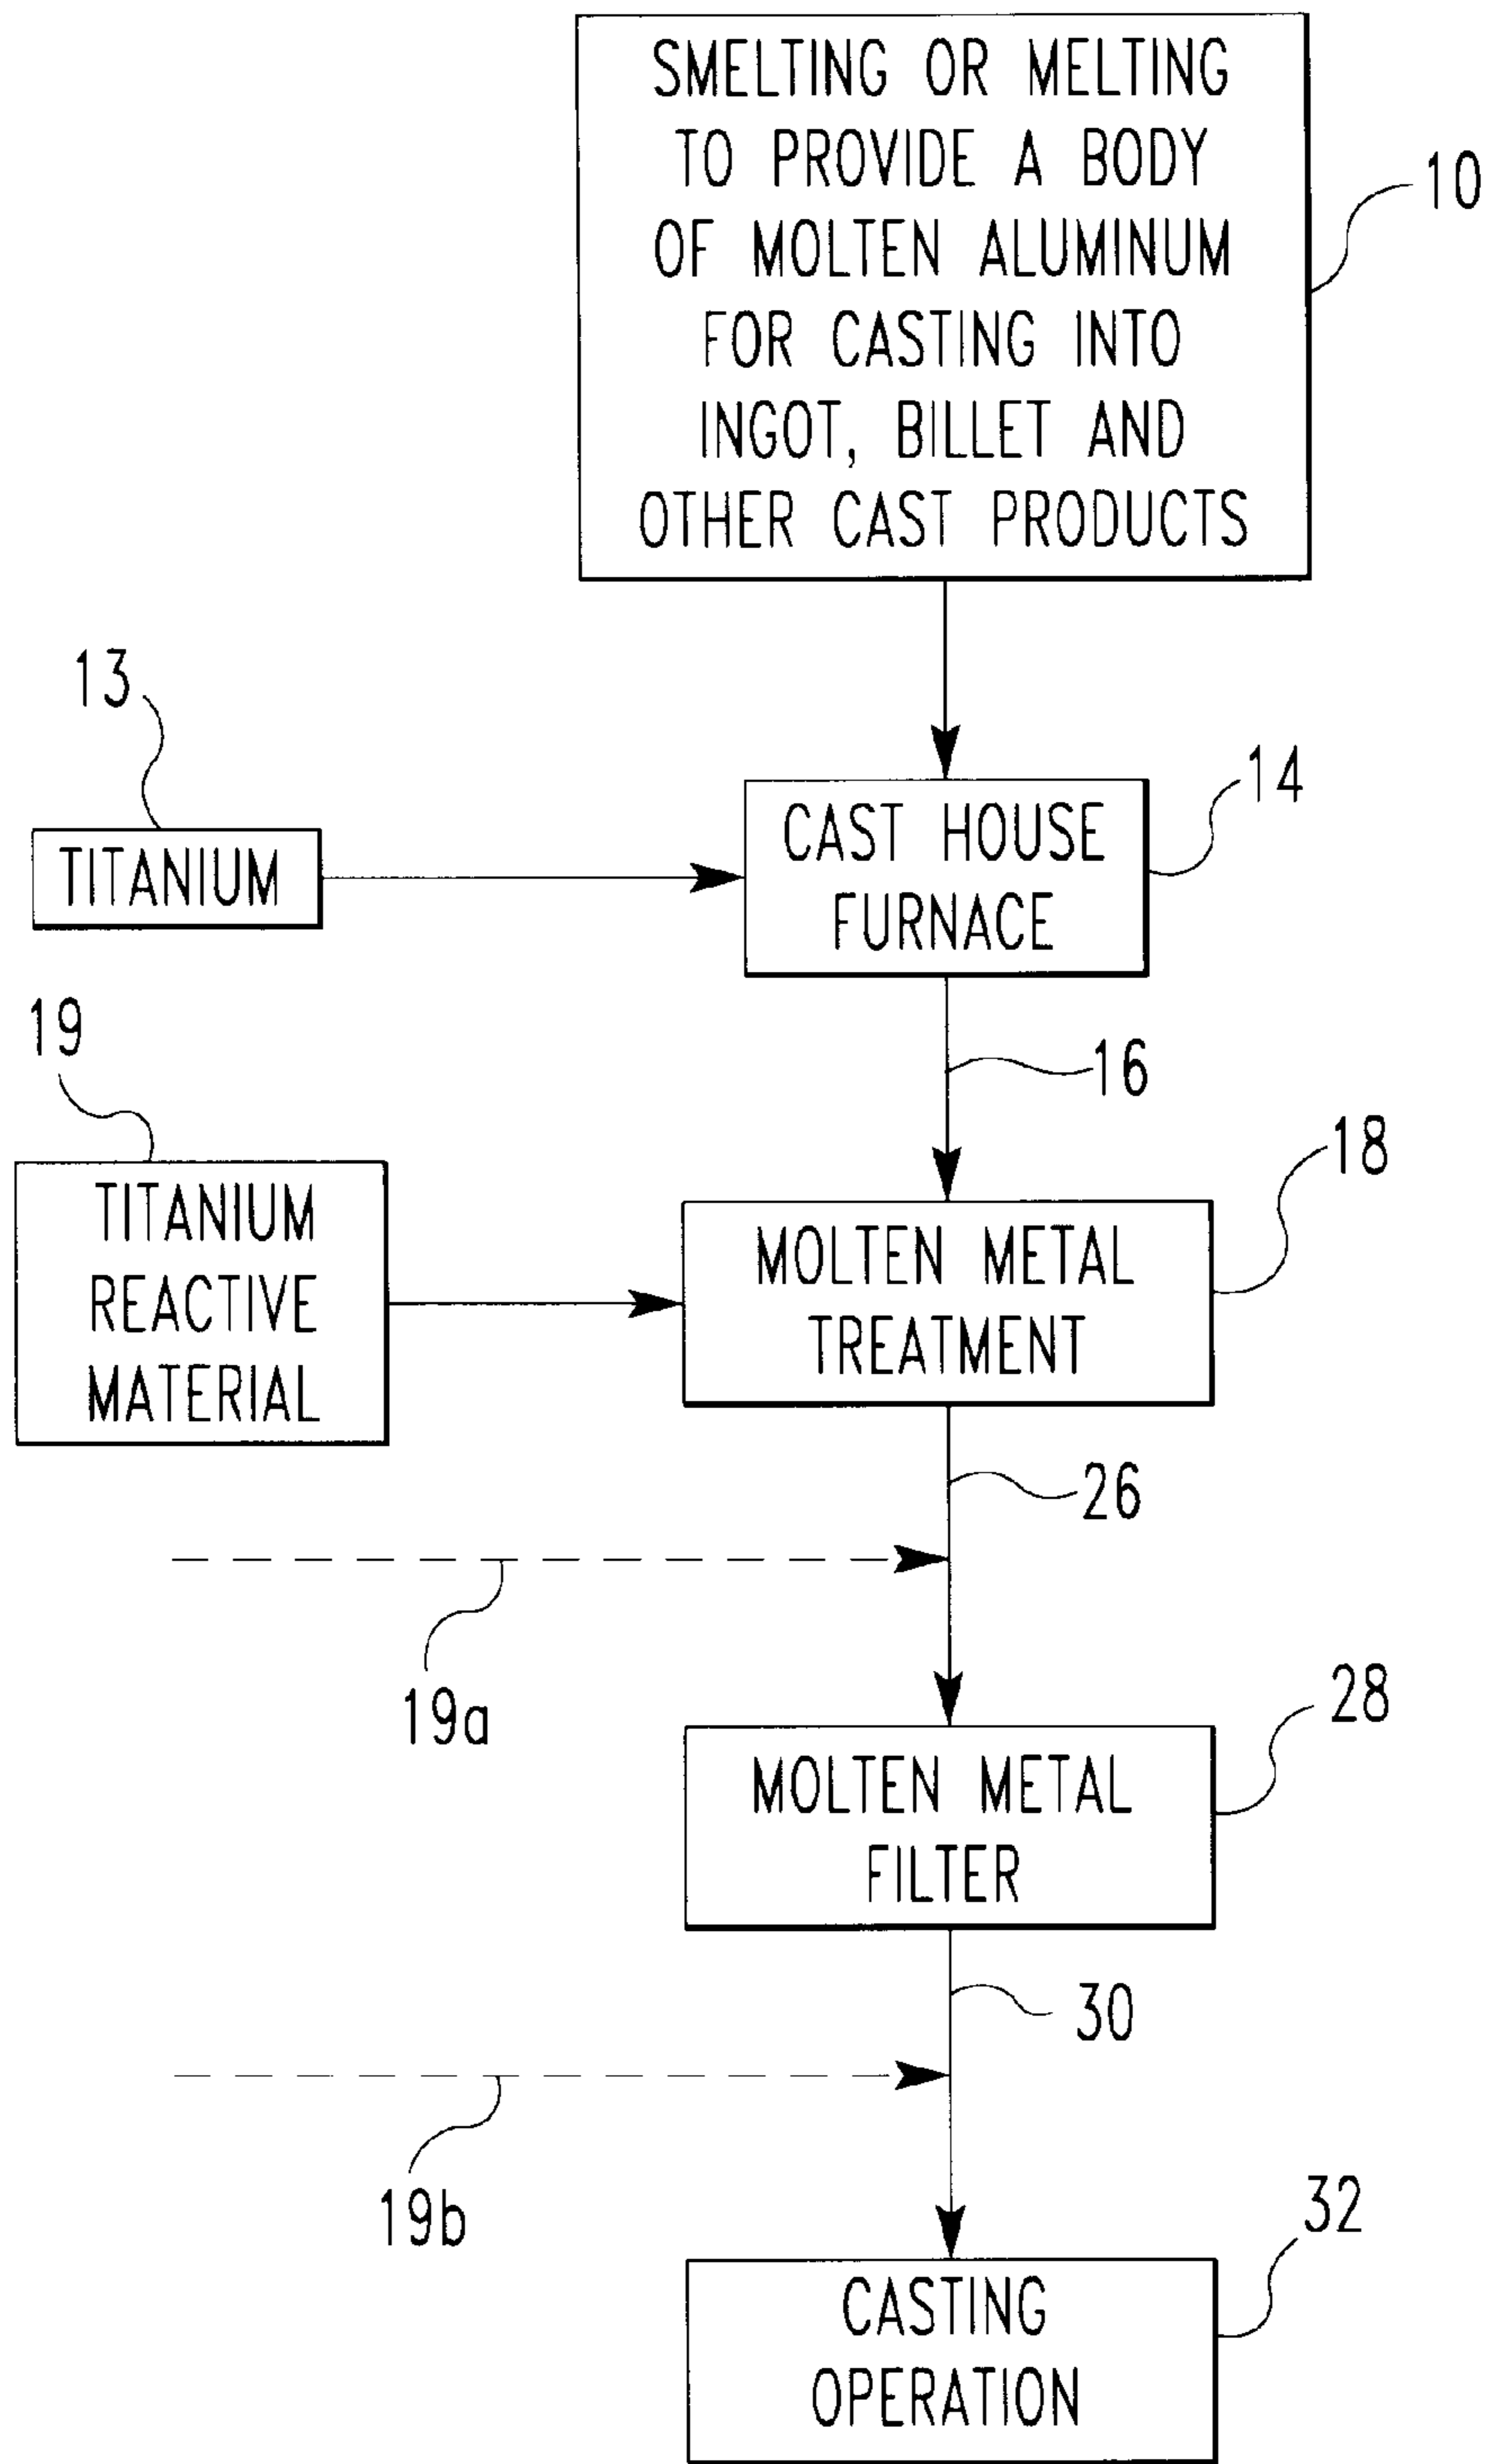 SMELTING OR MELTING
TO PROVIDE A BODY
OF MOLTEN ALUMINUM
FOR CASTING INTO
INGOT, BILLET AND
OTHER CAST PRODUCTS
10
13
TITANIUM
14
CAST HOUSE
FURNACE
16
19
TITANIUM
REACTIVE
MATERIAL
18
MOLTEN METAL
TREATMENT
26
19a
28
MOLTEN METAL
FILTER
30
19b
32
CASTING
OPERATION